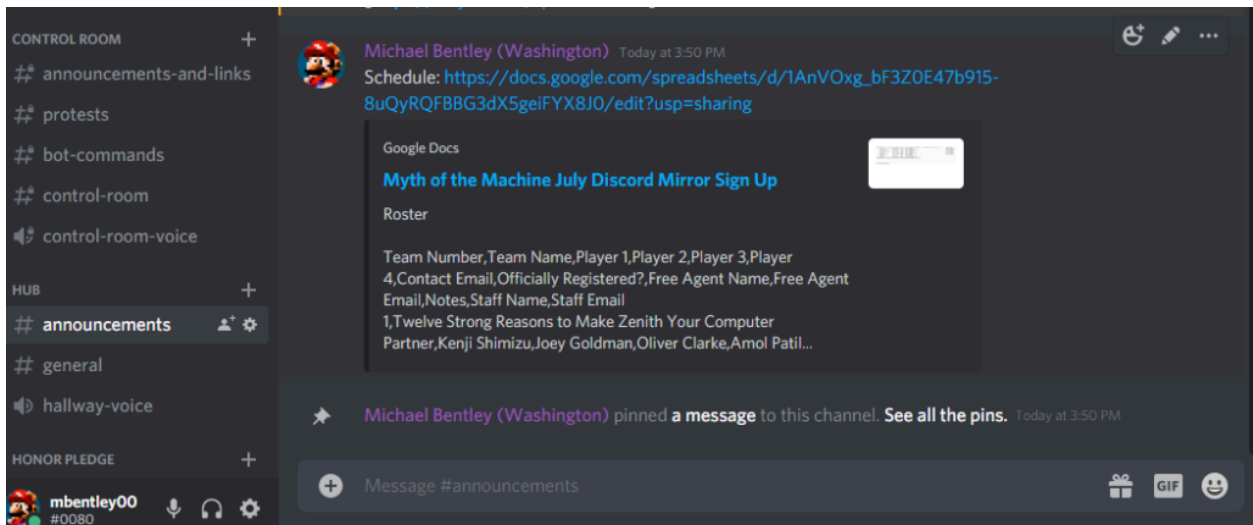 CONTROL ROOM
announcements-and-links
protests
bot-commands
control-room
control-room-voice
HUB
announcements
general
hallway-voice
HONOR PLEDGE
mbentley00
#0080
Michael Bentley (Washington) Today at 3:50 PM
Schedule: https://docs.google.com/spreadsheets/d/1AnVOxg_bF3Z0E47b915-
8uQyRQFBBG3dX5geiFYX8J0/edit?usp=sharing
Google Docs
Myth of the Machine July Discord Mirror Sign Up
Roster
Team Number,Team Name,Player 1,Player 2,Player 3,Player
4,Contact Email,Officially Registered?,Free Agent Name,Free Agent
Email,Notes,Staff Name,Staff Email
1,Twelve Strong Reasons to Make Zenith Your Computer
Partner,Kenji Shimizu,Joey Goldman,Oliver Clarke,Amol Patil...
Michael Bentley (Washington) pinned a message to this channel. See all the pins. Today at 3:50 PM
Message #announcements
GIF